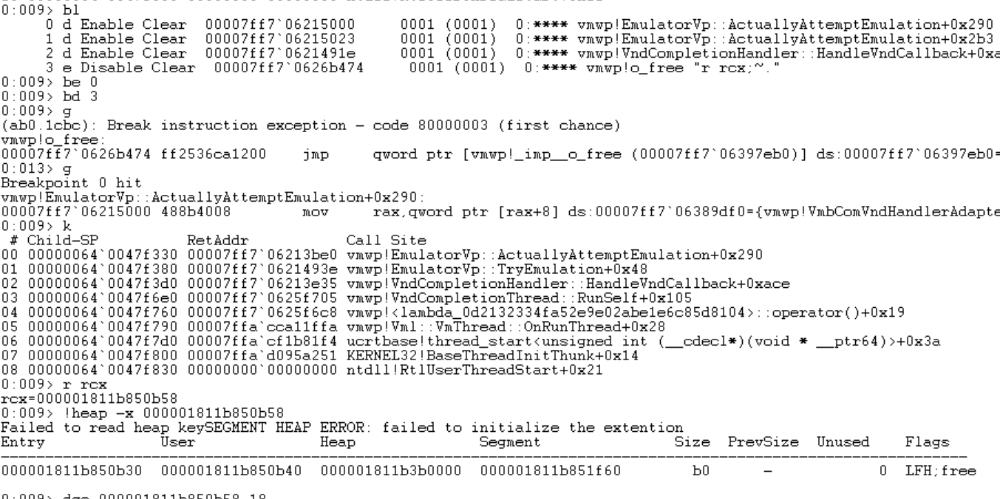 0:009> bl
     0 d Enable Clear  00007ff7`06215000     0001 (0001)  0:**** vmwp!EmulatorVp::ActuallyAttemptEmulation+0x290
     1 d Enable Clear  00007ff7`06215023     0001 (0001)  0:**** vmwp!EmulatorVp::ActuallyAttemptEmulation+0x2b3
     2 d Enable Clear  00007ff7`0621491e     0001 (0001)  0:**** vmwp!VndCompletionHandler::HandleVndCallback+0xa
     3 e Disable Clear  00007ff7`0626b474     0001 (0001)  0:**** vmwp!o_free "r rcx;~."
0:009> be 0
0:009> bd 3
0:009> g
(ab0.1cbc): Break instruction exception - code 80000003 (first chance)
vmwp!o_free:
00007ff7`0626b474 ff2536ca1200    jmp     qword ptr [vmwp!_imp__o_free (00007ff7`06397eb0)] ds:00007ff7`06397eb0=
0:013> g
Breakpoint 0 hit
vmwp!EmulatorVp::ActuallyAttemptEmulation+0x290:
00007ff7`06215000 488b4008        mov     rax,qword ptr [rax+8] ds:00007ff7`06389df0={vmwp!VmbComVndHandlerAdapte
0:009> k
 # Child-SP          RetAddr           Call Site
00 00000064`0047f330 00007ff7`06213be0 vmwp!EmulatorVp::ActuallyAttemptEmulation+0x290
01 00000064`0047f380 00007ff7`0621493e vmwp!EmulatorVp::TryEmulation+0x48
02 00000064`0047f3d0 00007ff7`06213e35 vmwp!VndCompletionHandler::HandleVndCallback+0xace
03 00000064`0047f6e0 00007ff7`0625f705 vmwp!VndCompletionThread::RunSelf+0x105
04 00000064`0047f760 00007ff7`0625f6c8 vmwp!<lambda_0d2132334fa52e9e02abe1e6c85d8104>::operator()+0x19
05 00000064`0047f790 00007ffa`cca11ffa vmwp!Vml::VmThread::OnRunThread+0x28
06 00000064`0047f7d0 00007ffa`cf1b81f4 ucrtbase!thread_start<unsigned int (__cdecl*)(void * __ptr64)>+0x3a
07 00000064`0047f800 00007ffa`d095a251 KERNEL32!BaseThreadInitThunk+0x14
08 00000064`0047f830 00000000`00000000 ntdll!RtlUserThreadStart+0x21
0:009> r rcx
rcx=000001811b850b58
0:009> !heap -x 000001811b850b58
Failed to read heap keySEGMENT HEAP ERROR: failed to initialize the extention
Entry             User              Heap              Segment               Size  PrevSize  Unused    Flags
000001811b850b30  000001811b850b40  000001811b3b0000  000001811b851f60        b0      -            0  LFH;free